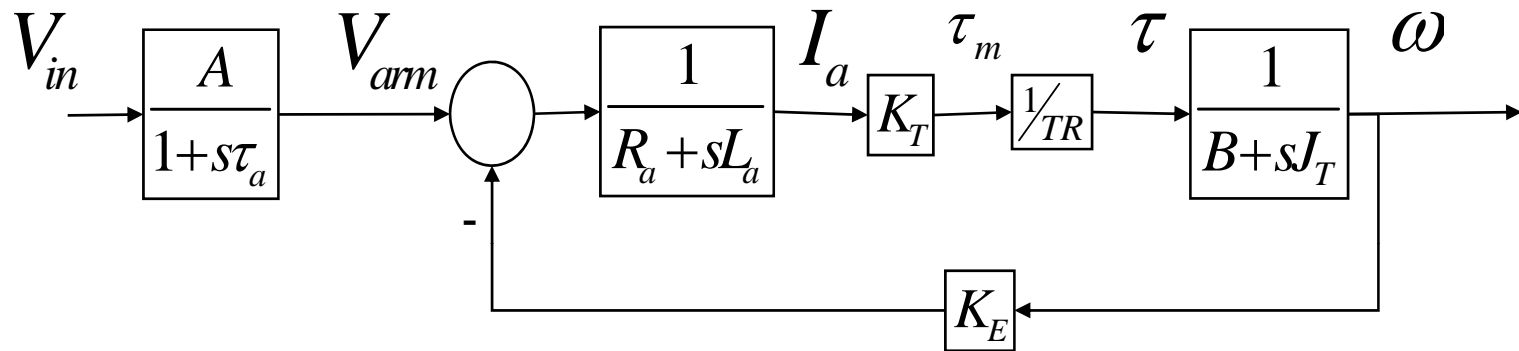 V_in
A
1+sτ_a
V_arm
-
1
R_a+sL_a
I_a
K_T
τ_m
1/TR
τ
1
B+sJ_T
ω
K_E